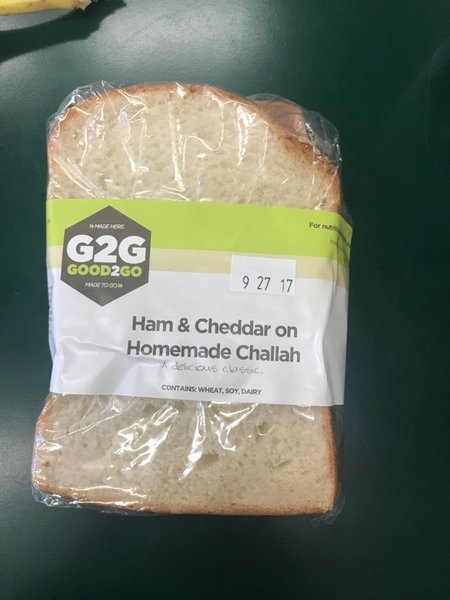 MADE HERE.
G2G
GOOD2GO
MADE TO GO.
For
9 27 17
Ham & Cheddar on
Homemade Challah
A delicious classic.
CONTAINS: WHEAT, SOY, DAIRY